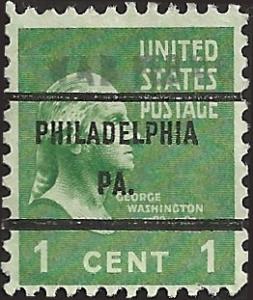 UNITED
STATES
POSTAGE
PHILADELPHIA
PA.
GEORGE
WASHINGTON
1 CENT 1